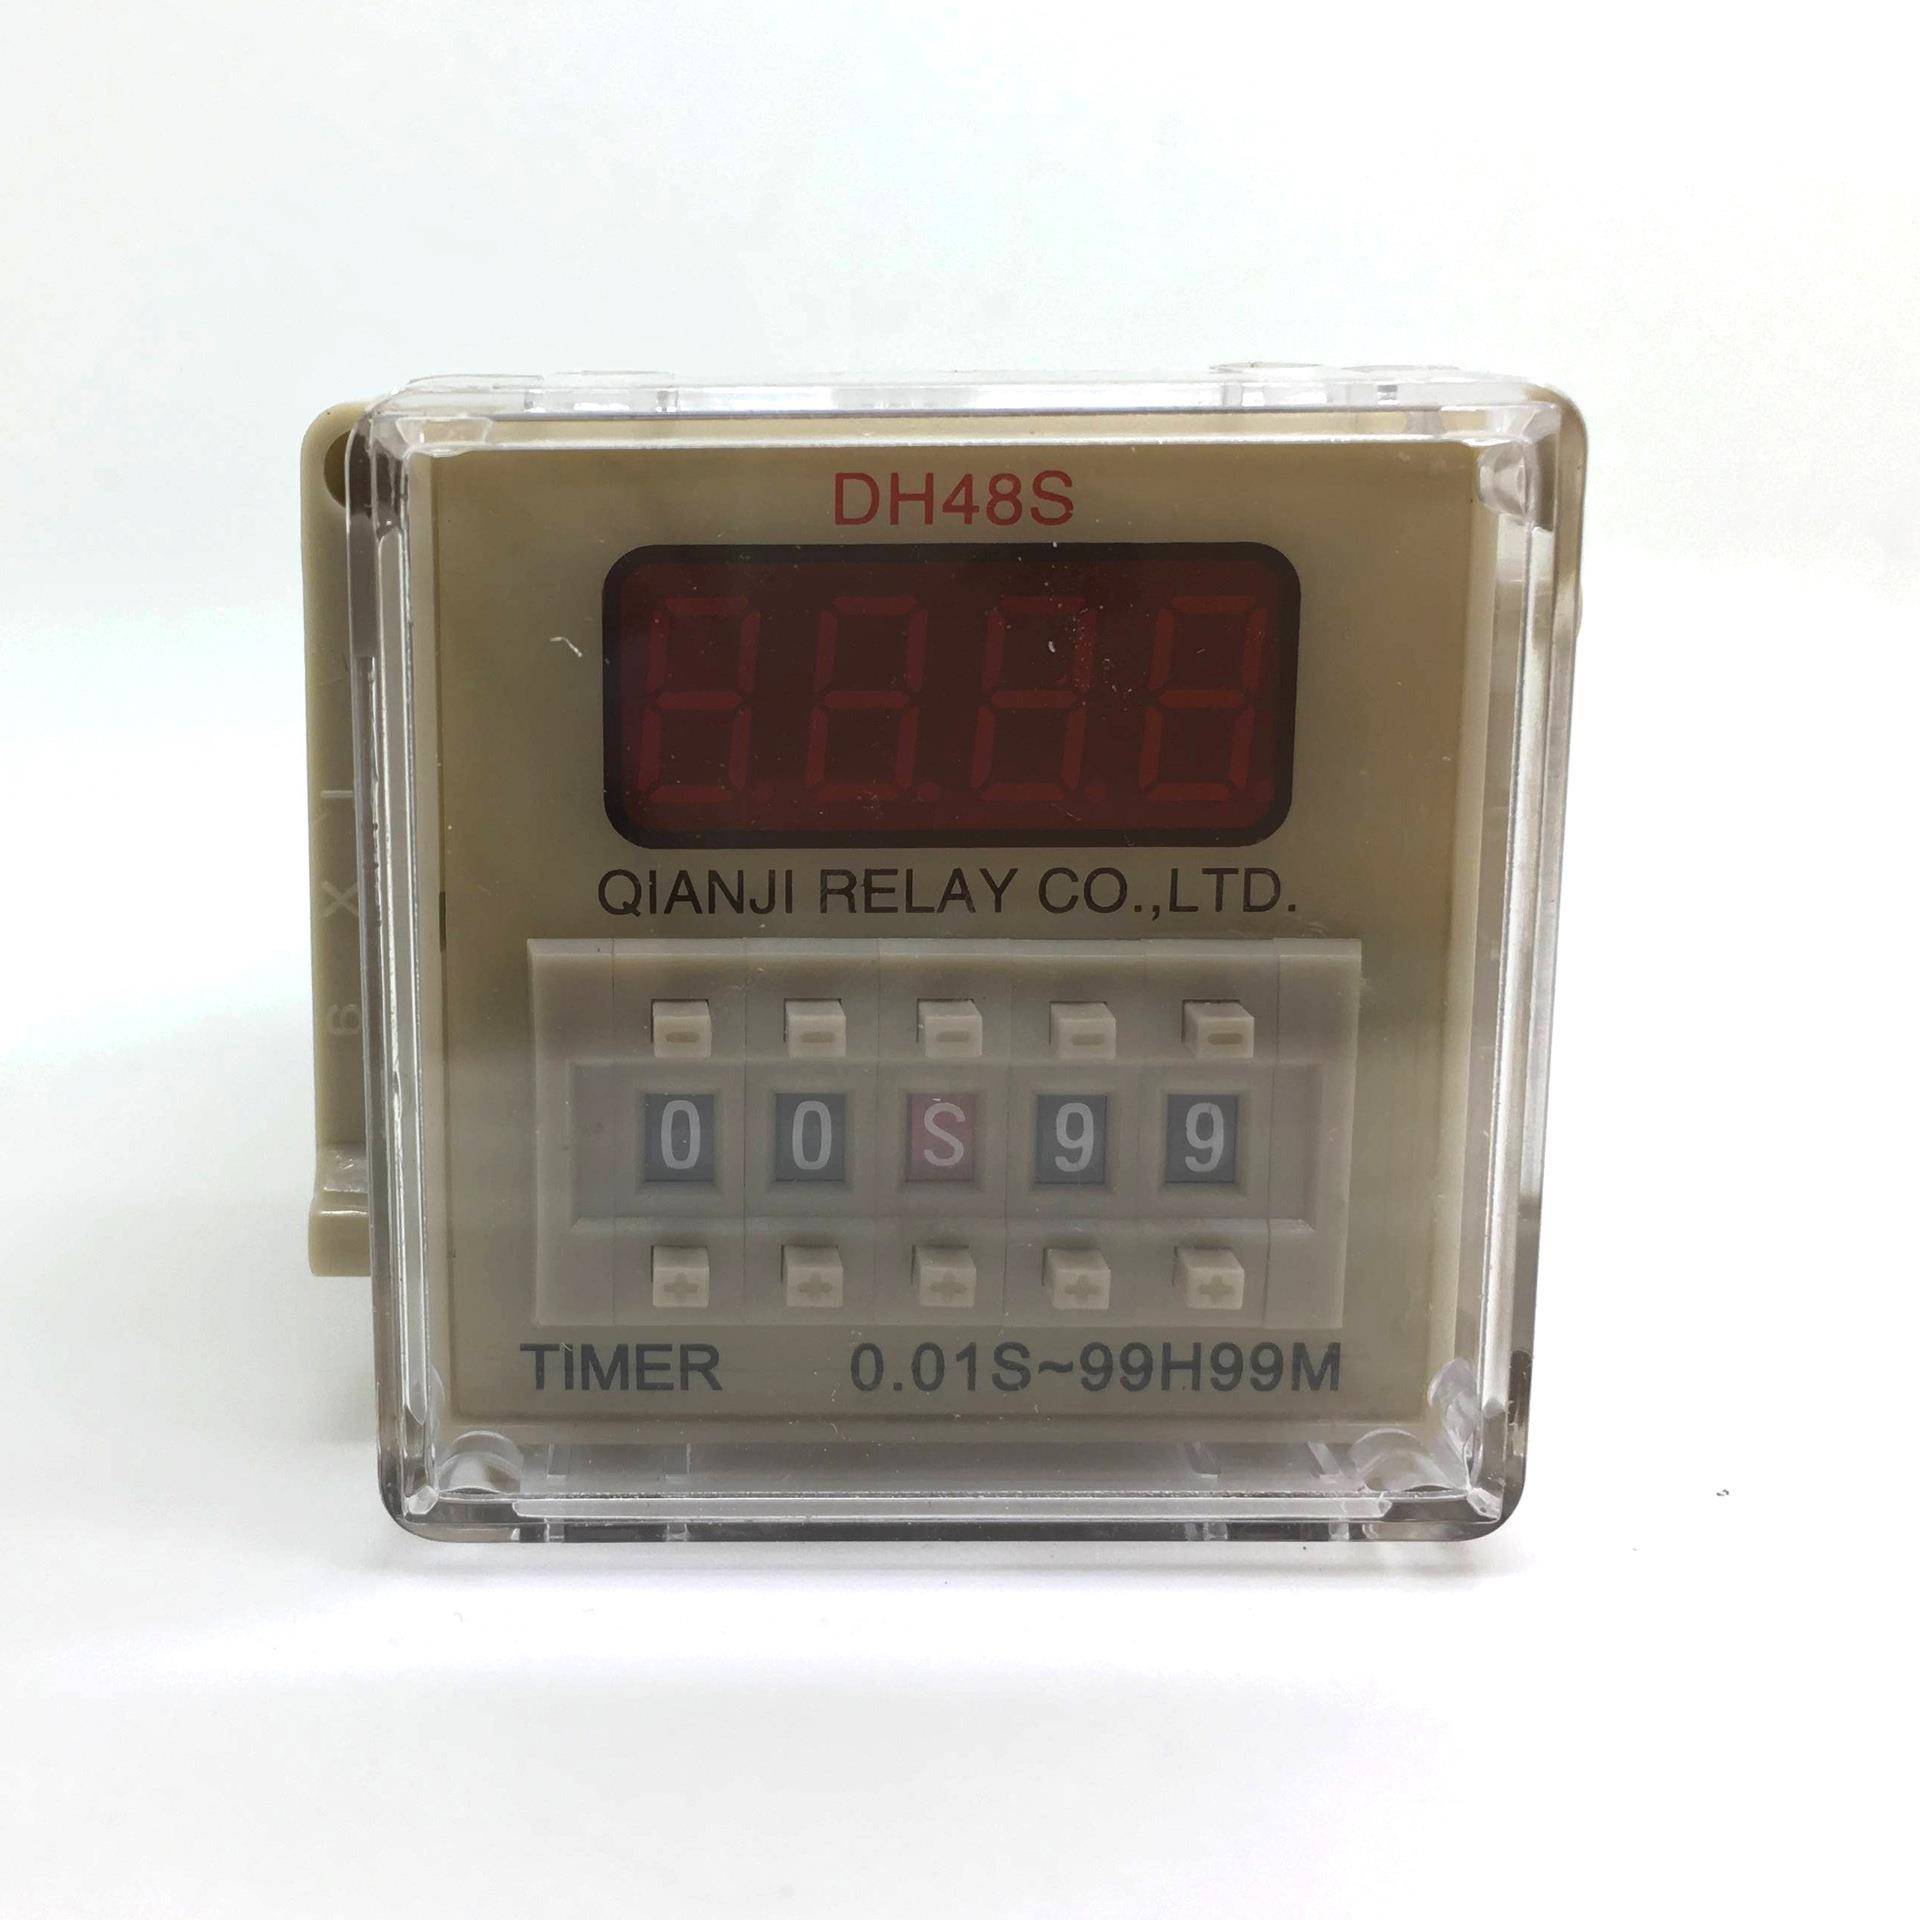 DH48S
QIANJI RELAY CO.,LTD.
- - - - -
0 0 S 9 9
+ + + + +
TIMER 0.01S~99H99M